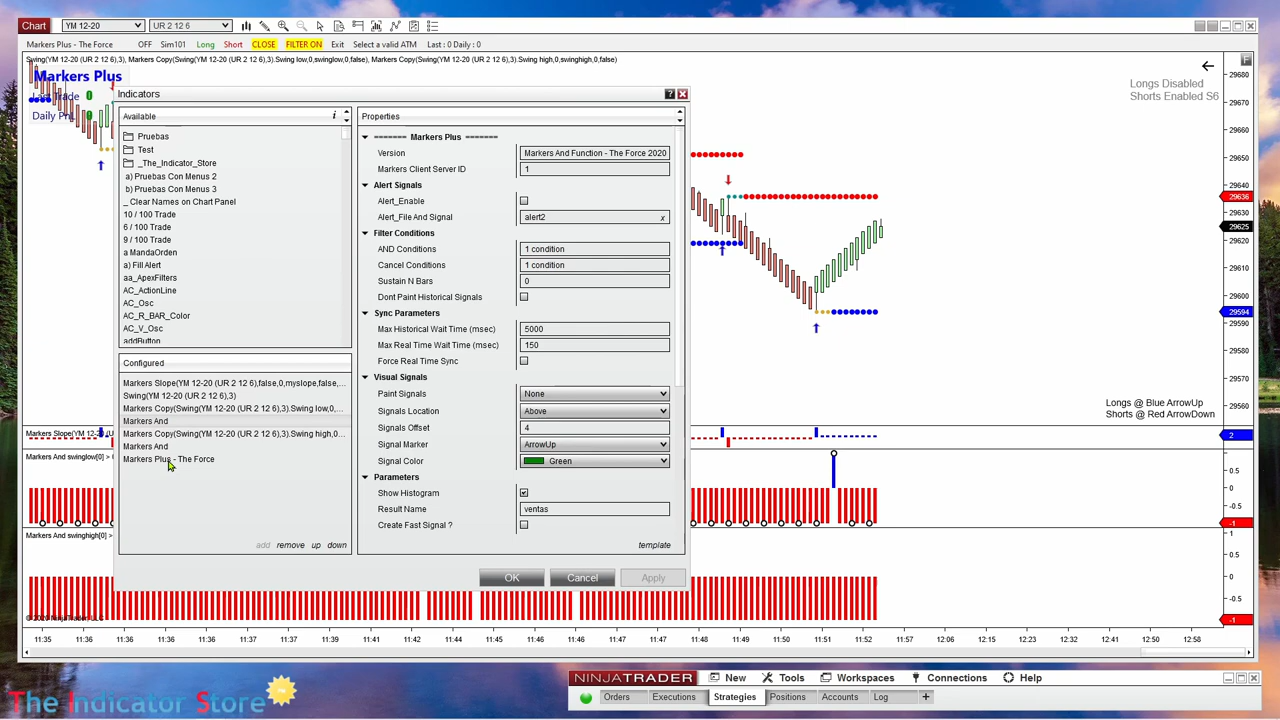 Chart YM 12-20 UR 2 12 6
Markers Plus - The Force OFF Sim101 Long Short CLOSE FILTER ON Exit Select a valid ATM Last : 0 Daily : 0
Swing(YM 12-20 (UR 2 12 6),3), Markers Copy(Swing(YM 12-20 (UR 2 12 6),3).Swing low,0,swinglow,0,false), Markers Copy(Swing(YM 12-20 (UR 2 12 6),3).Swing high,0,swinghigh,0,false)
Markers Plus
Last Trade 0
Daily PnL 0
Longs Disabled
Shorts Enabled S6
F
Indicators
?
Available i
Pruebas
Test
_The_Indicator_Store
a) Pruebas Con Menus 2
b) Pruebas Con Menus 3
_ Clear Names on Chart Panel
10 / 100 Trade
6 / 100 Trade
9 / 100 Trade
a MandaOrden
a) Fill Alert
aa_ApexFilters
AC_ActionLine
AC_Osc
AC_R_BAR_Color
AC_V_Osc
addButton
Configured
Markers Slope(YM 12-20 (UR 2 12 6),false,0,myslope,false,...
Swing(YM 12-20 (UR 2 12 6),3)
Markers Copy(Swing(YM 12-20 (UR 2 12 6),3).Swing low,0,...
Markers And
Markers Copy(Swing(YM 12-20 (UR 2 12 6),3).Swing high,0...
Markers And
Markers Plus - The Force
add remove up down
Properties
======= Markers Plus =======
Version Markers And Function - The Force 2020
Markers Client Server ID 1
Alert Signals
Alert_Enable
Alert_File And Signal alert2 x
Filter Conditions
AND Conditions 1 condition
Cancel Conditions 1 condition
Sustain N Bars 0
Dont Paint Historical Signals
Sync Parameters
Max Historical Wait Time (msec) 5000
Max Real Time Wait Time (msec) 150
Force Real Time Sync
Visual Signals
Paint Signals None
Signals Location Above
Signals Offset 4
Signal Marker ArrowUp
Signal Color Green
Parameters
Show Histogram
Result Name ventas
Create Fast Signal ?
template
OK Cancel Apply
29680
29670
29660
29650
29640
29636
29630
29625
29620
29610
29600
29594
29590
29580
29570
29560
Longs @ Blue ArrowUp
Shorts @ Red ArrowDown
Markers Slope(YM 12-20 (U
2
Markers And swinglow[0] > 
0.5
0
-0.5
-1
Markers And swinghigh[0] >
1
0.5
0
-0.5
-1
© 2020 NinjaTrader, LLC
11:35 11:36 11:36 11:36 11:37 11:38 11:39 11:41 11:42 11:44 11:45 11:46 11:47 11:47 11:48 11:49 11:51 11:52 11:57 12:06 12:15 12:24 12:32 12:41 12:50 12:58
The Indicator Store
NINJATRADER New Tools Workspaces Connections Help
Orders Executions Strategies Positions Accounts Log +